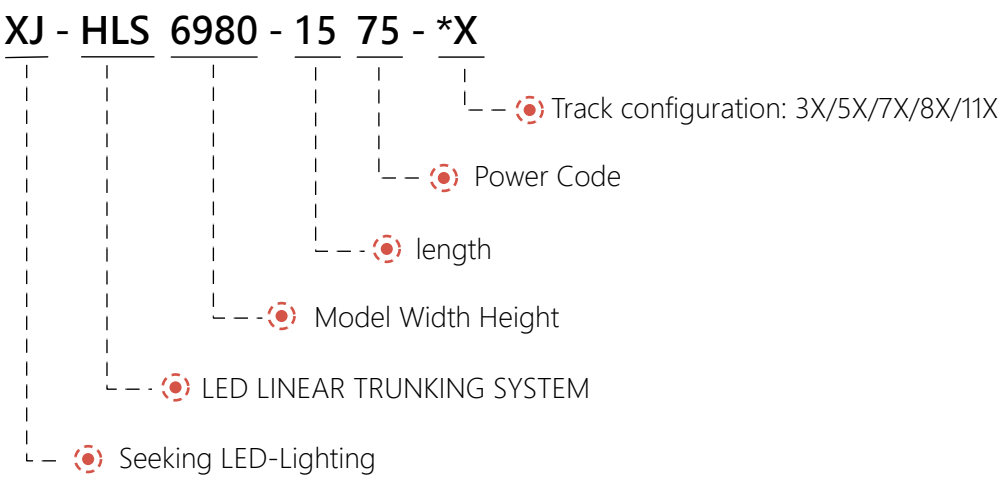 XJ - HLS 6980 - 15 75 - *X
Track configuration: 3X/5X/7X/8X/11X
Power Code
length
Model Width Height
LED LINEAR TRUNKING SYSTEM
Seeking LED-Lighting